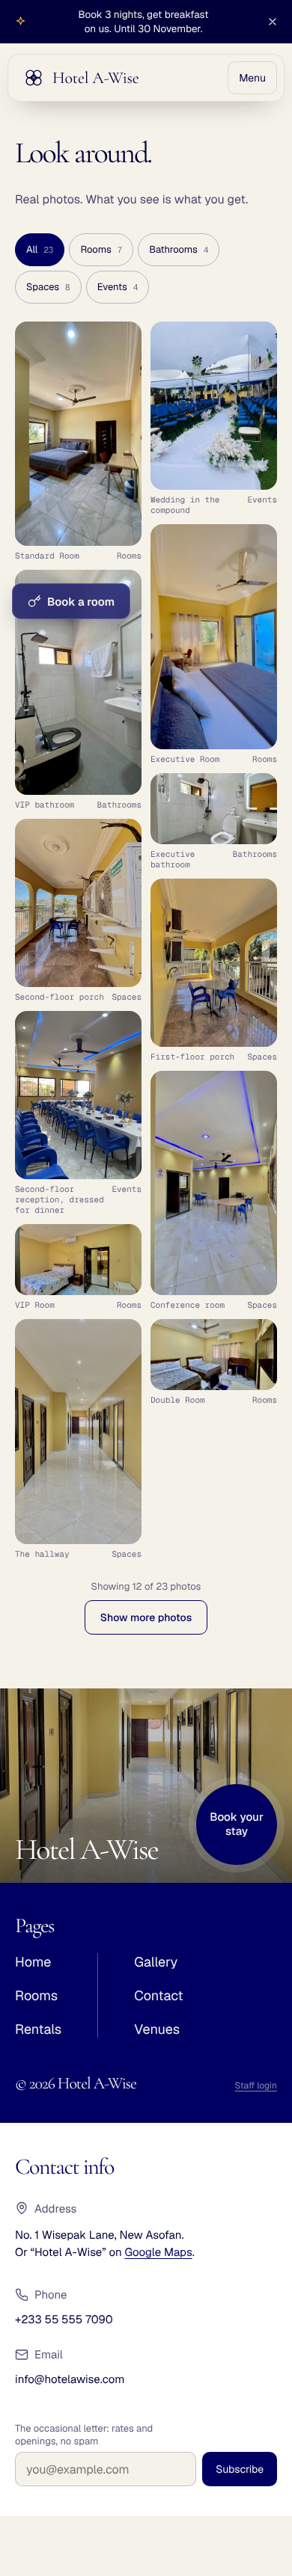 Book 3 nights, get breakfast
on us. Until 30 November.
Hotel A-Wise
Menu
Look around.
Real photos. What you see is what you get.
All 23
Rooms 7
Bathrooms 4
Spaces 8
Events 4
Standard Room Rooms
Wedding in the
compound
Events
Book a room
VIP bathroom Bathrooms
Executive Room Rooms
Executive
bathroom
Bathrooms
Second-floor porch Spaces
First-floor porch Spaces
Second-floor
reception, dressed
for dinner
Events
VIP Room Rooms
Conference room Spaces
Double Room Rooms
The hallway Spaces
Showing 12 of 23 photos
Show more photos
Hotel A-Wise
Book your
stay
Pages
Home
Rooms
Rentals
Gallery
Contact
Venues
© 2026 Hotel A-Wise
Staff login
Contact info
Address
No. 1 Wisepak Lane, New Asofan.
Or “Hotel A-Wise” on Google Maps.
Phone
+233 55 555 7090
Email
info@hotelawise.com
The occasional letter: rates and
openings, no spam
you@example.com
Subscribe